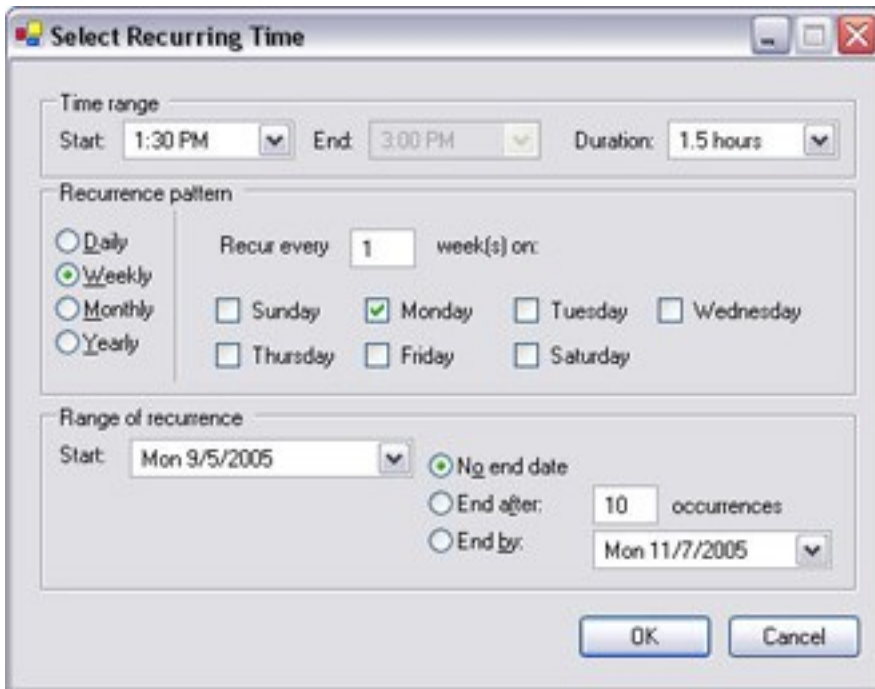 Select Recurring Time
Time range
Start: 1:30 PM End: 3:00 PM Duration: 1.5 hours
Recurrence pattern
Daily
Recur every 1 week(s) on:
Weekly
Monthly
Sunday Monday Tuesday Wednesday
Yearly
Thursday Friday Saturday
Range of recurrence
Start: Mon 9/5/2005
No end date
End after: 10 occurrences
End by: Mon 11/7/2005
OK Cancel